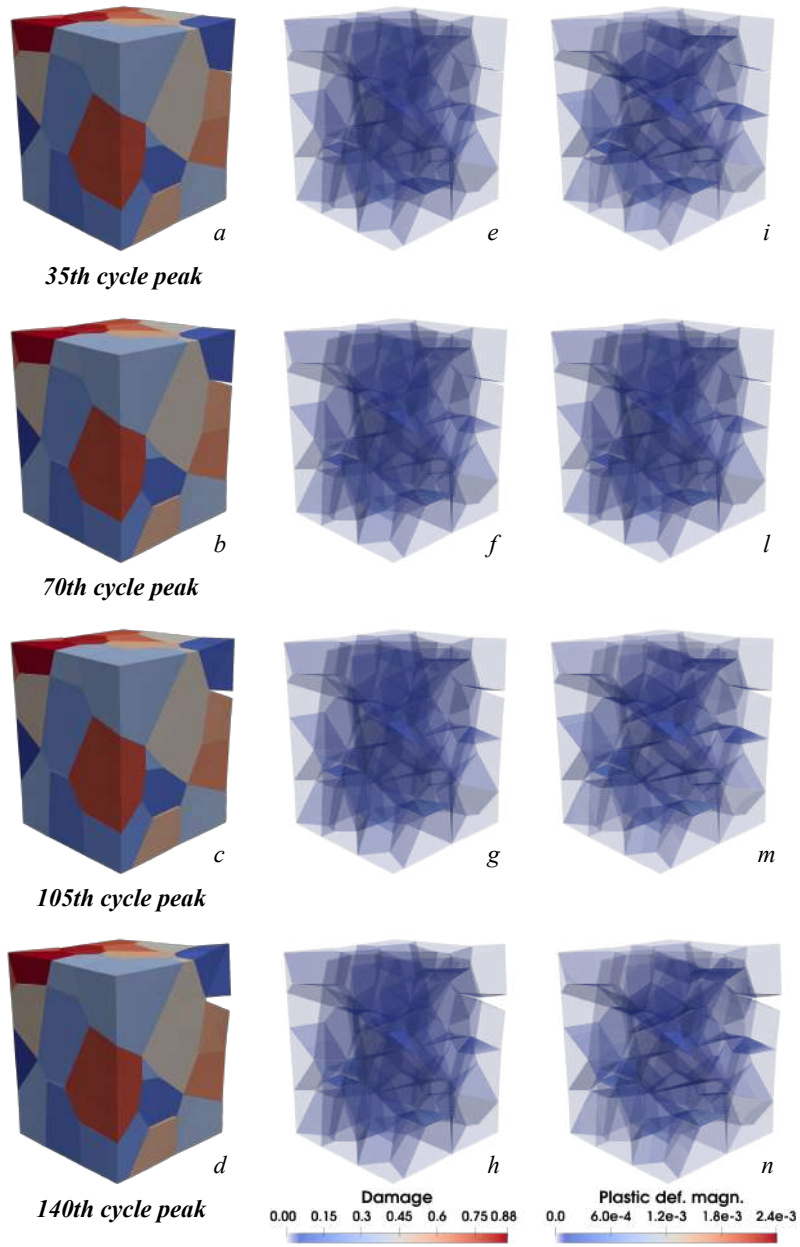 a
e
i
35th cycle peak
b
f
l
70th cycle peak
c
g
m
105th cycle peak
d
h
n
140th cycle peak
Damage
0.00 0.15 0.3 0.45 0.6 0.75 0.88
Plastic def. magn.
0.0 6.0e-4 1.2e-3 1.8e-3 2.4e-3